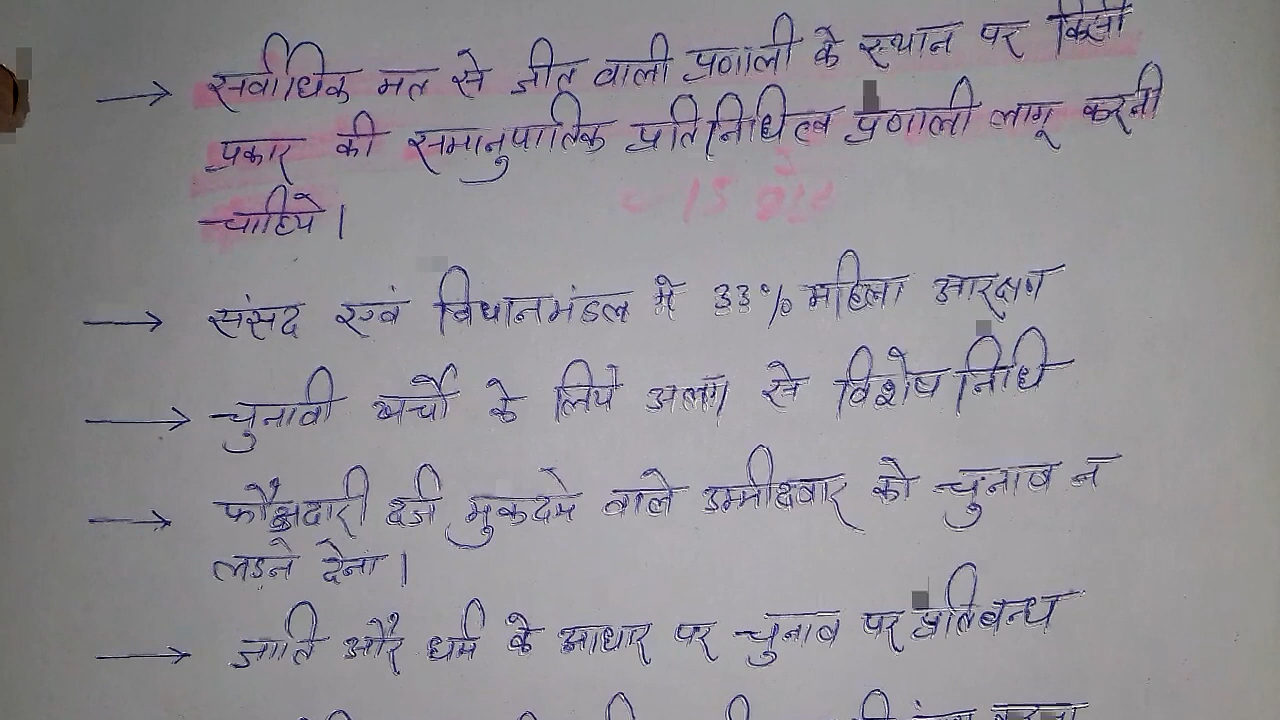 → सर्वाधिक मत से जीत वाली प्रणाली के स्थान पर किसी
प्रकार की समानुपातिक प्रतिनिधित्व प्रणाली लागू करनी
चाहिये।
→ संसद एवं विधानमंडल में 33% महिला आरक्षण
→ चुनावी खर्चो के लिये अलग से विशेष निधि
→ फौजदारी दर्ज मुकदमे वाले उम्मीदवार को चुनाव न
लड़ने देना।
→ जाति और धर्म के आधार पर चुनाव पर प्रतिबन्ध